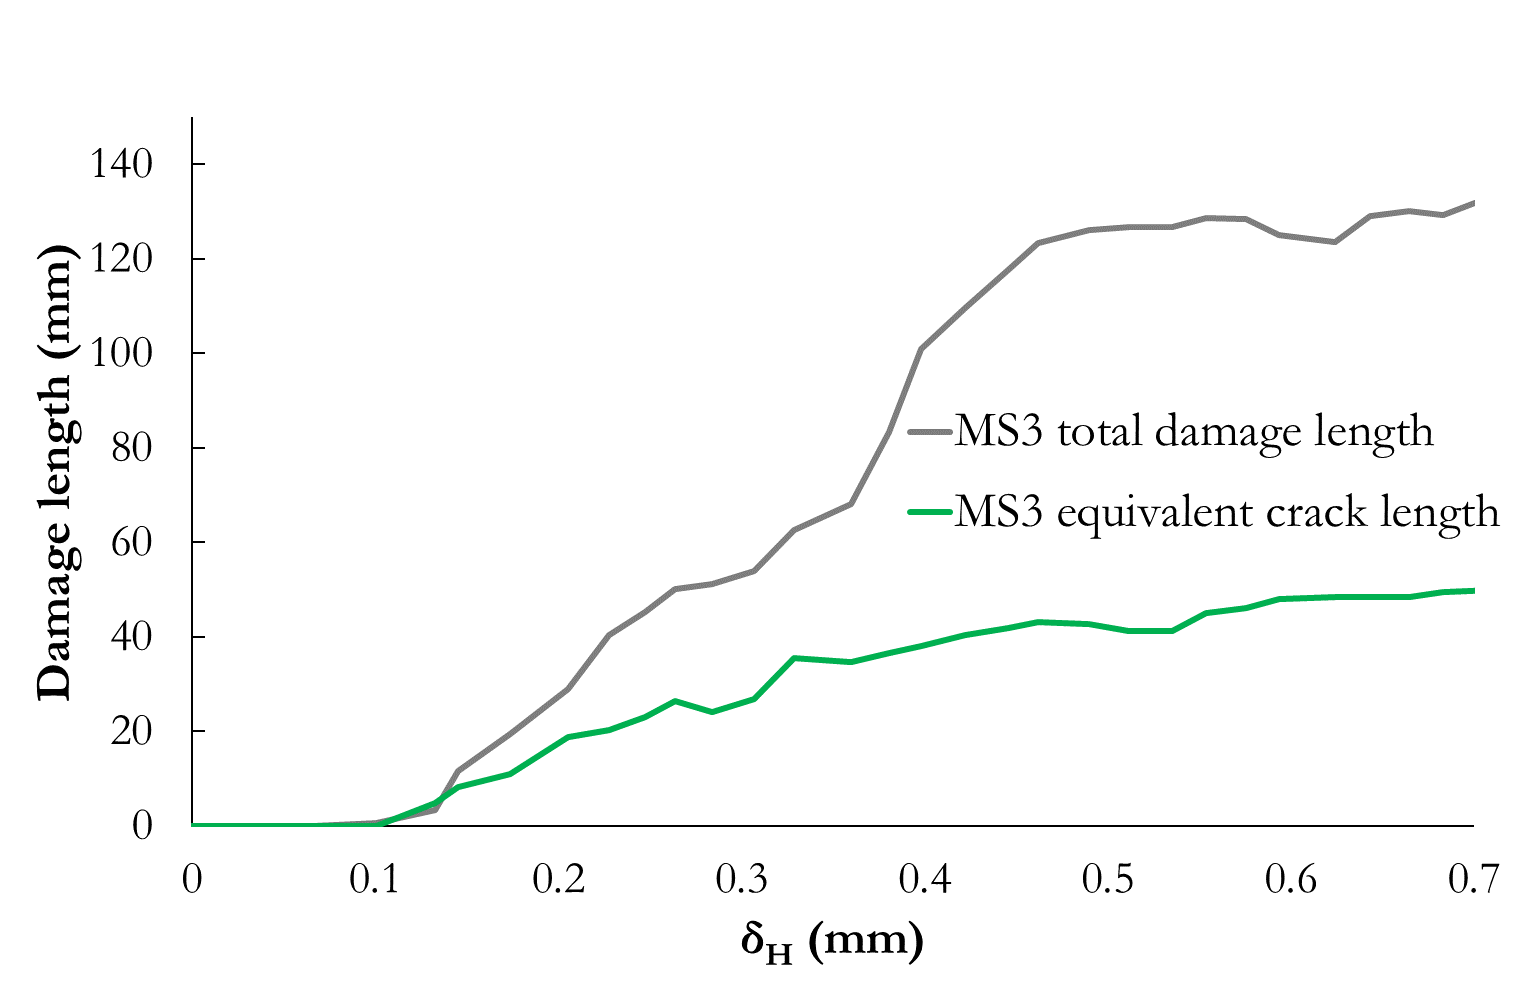 140
120
100
80
60
40
20
0
Damage length (mm)
MS3 total damage length
MS3 equivalent crack length
0 0.1 0.2 0.3 0.4 0.5 0.6 0.7
δH (mm)